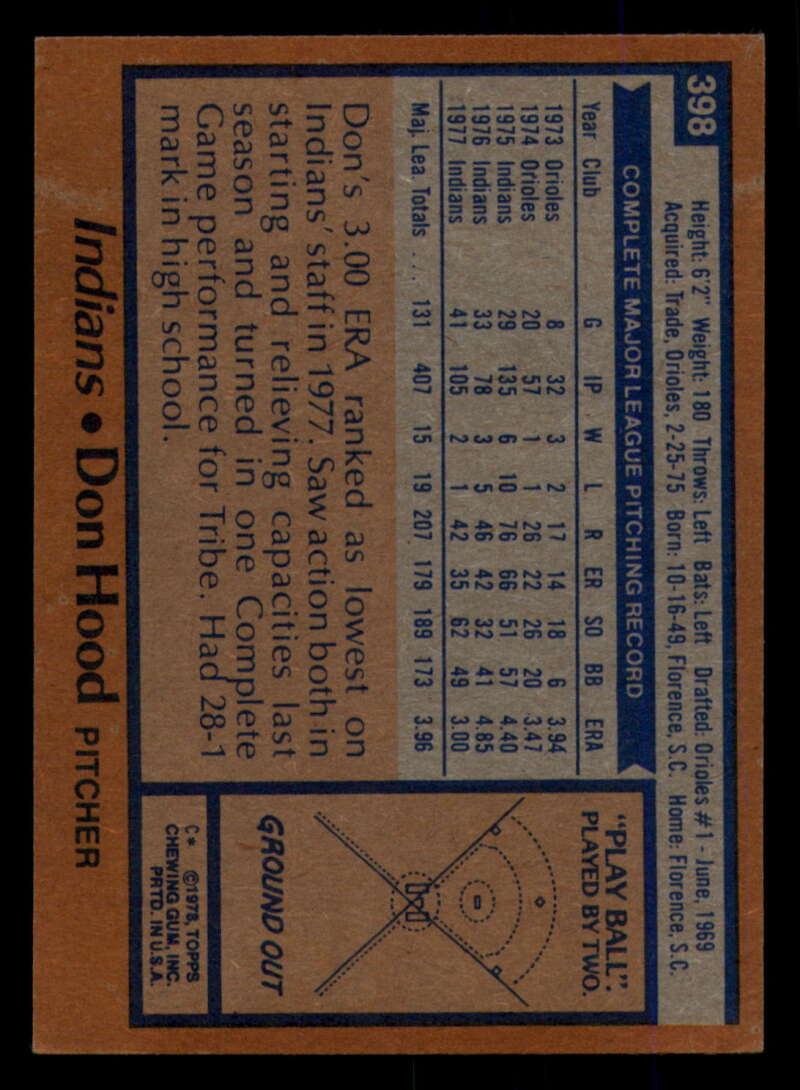 398
Height: 6'2" Weight: 180 Throws: Left Bats: Left Drafted: Orioles #1 - June, 1969
Acquired: Trade, Orioles, 2-25-75 Born: 10-16-49, Florence, S.C. Home: Florence, S.C.
COMPLETE MAJOR LEAGUE PITCHING RECORD
Year Club G IP W L R ER SO BB ERA
1973 Orioles 8 32 3 2 17 14 18 6 3.94
1974 Orioles 20 57 1 1 26 22 26 20 3.47
1975 Indians 29 135 6 10 76 66 51 57 4.40
1976 Indians 33 78 3 5 46 42 32 41 4.85
1977 Indians 41 105 2 1 42 35 62 49 3.00
Maj. Lea. Totals . . . 131 407 15 19 207 179 189 173 3.96
Don's 3.00 ERA ranked as lowest on
Indians' staff in 1977. Saw action both in
starting and relieving capacities last
season and turned in one Complete
Game performance for Tribe. Had 28-1
mark in high school.
"PLAY BALL":
PLAYED BY TWO.
GROUND OUT
C* ©1978, TOPPS
CHEWING GUM, INC.
PRTD. IN U.S.A.
Indians • Don Hood PITCHER